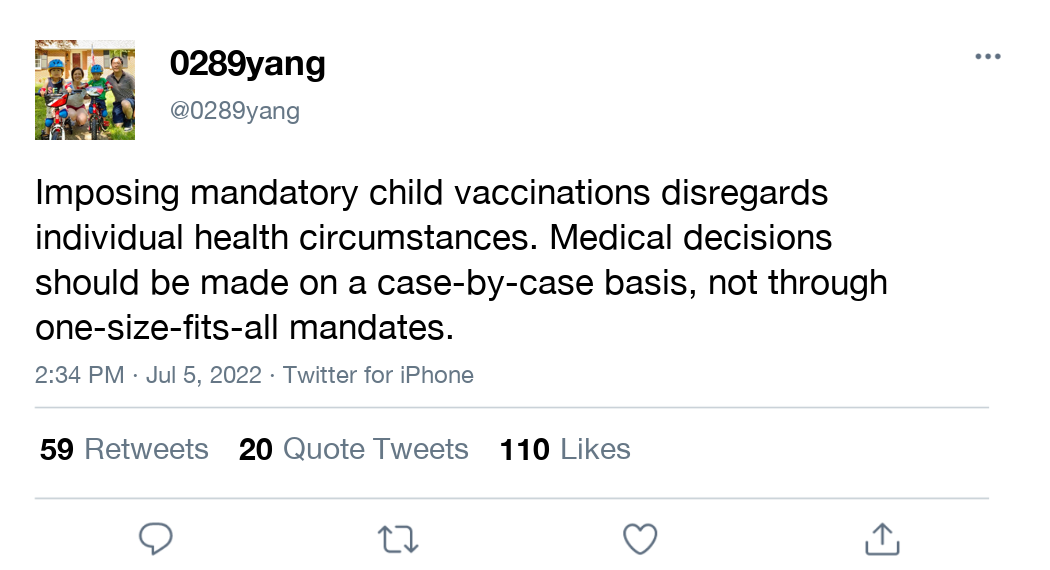 0289yang
@0289yang
Imposing mandatory child vaccinations disregards
individual health circumstances. Medical decisions
should be made on a case-by-case basis, not through
one-size-fits-all mandates.
2:34 PM · Jul 5, 2022 · Twitter for iPhone
59 Retweets 20 Quote Tweets 110 Likes